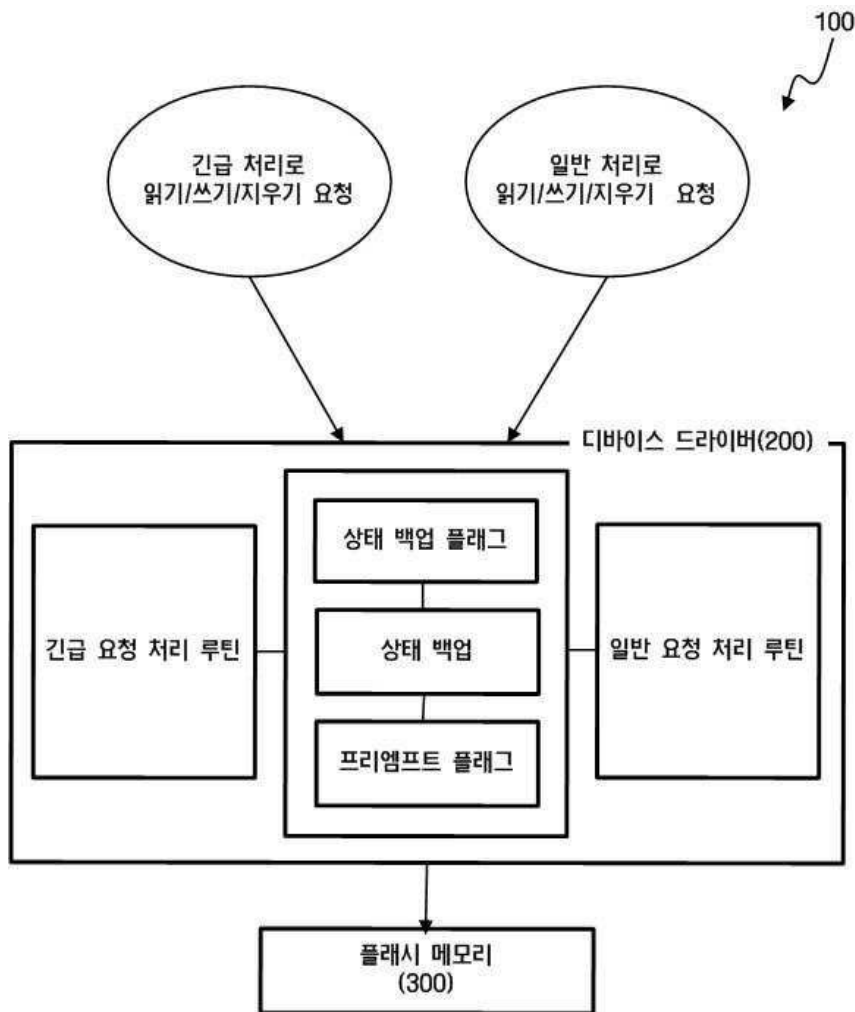 100
긴급 처리로
읽기/쓰기/지우기 요청
일반 처리로
읽기/쓰기/지우기 요청
디바이스 드라이버(200)
상태 백업 플래그
긴급 요청 처리 루틴
상태 백업
일반 요청 처리 루틴
프리엠프트 플래그
플래시 메모리
(300)